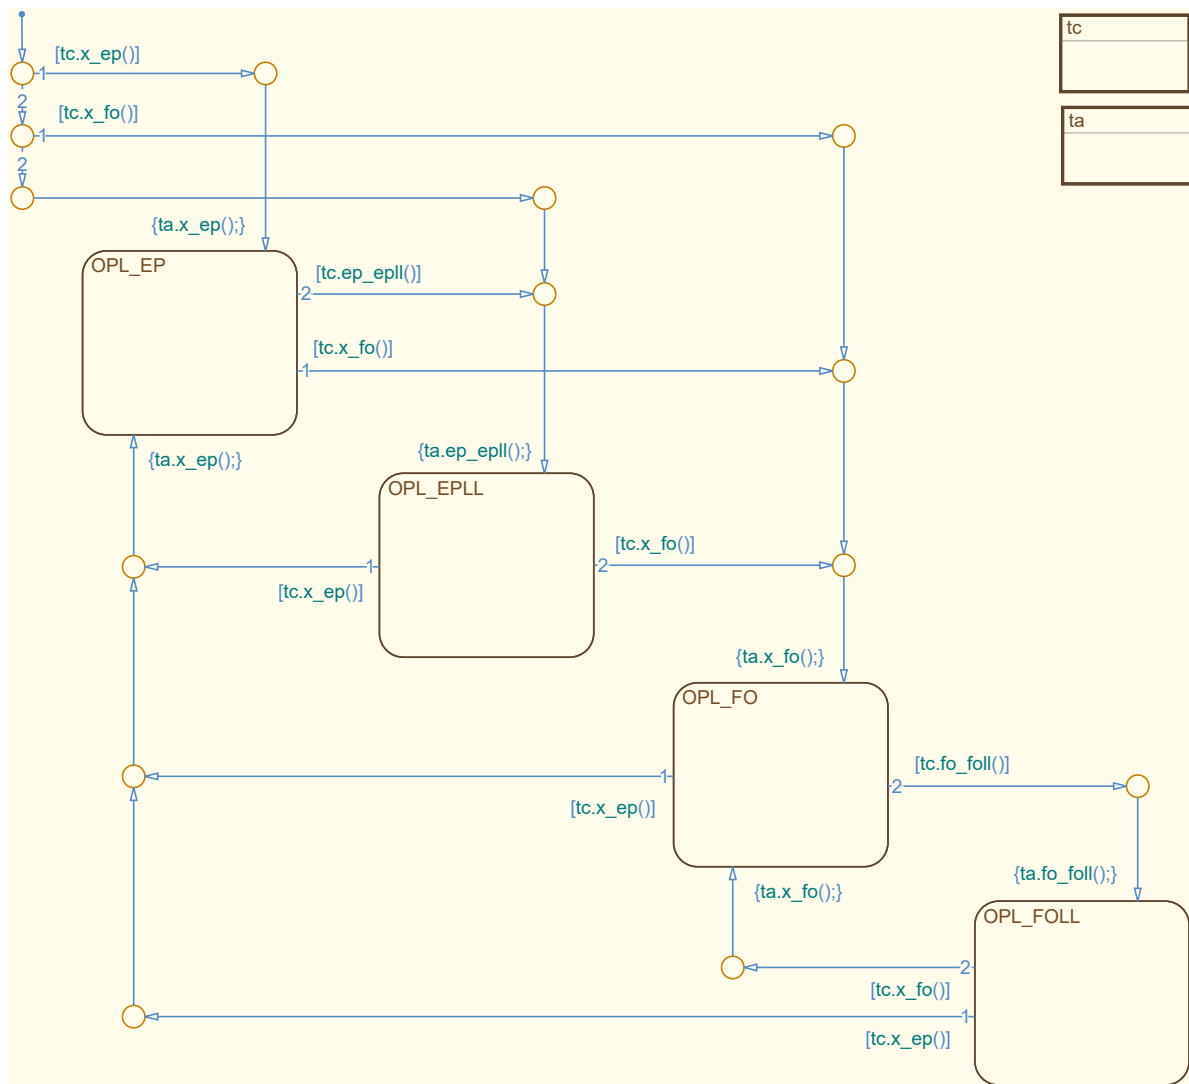 tc
[tc.x_ep()]
1
2
[tc.x_fo()]
1
ta
2
{ta.x_ep();}
OPL_EP
[tc.ep_epll()]
2
[tc.x_fo()]
1
{ta.x_ep();}
{ta.ep_epll();}
OPL_EPLL
[tc.x_fo()]
1
2
[tc.x_ep()]
{ta.x_fo();}
OPL_FO
[tc.fo_foll()]
1
2
[tc.x_ep()]
{ta.fo_foll();}
{ta.x_fo();}
OPL_FOLL
2
[tc.x_fo()]
1
[tc.x_ep()]